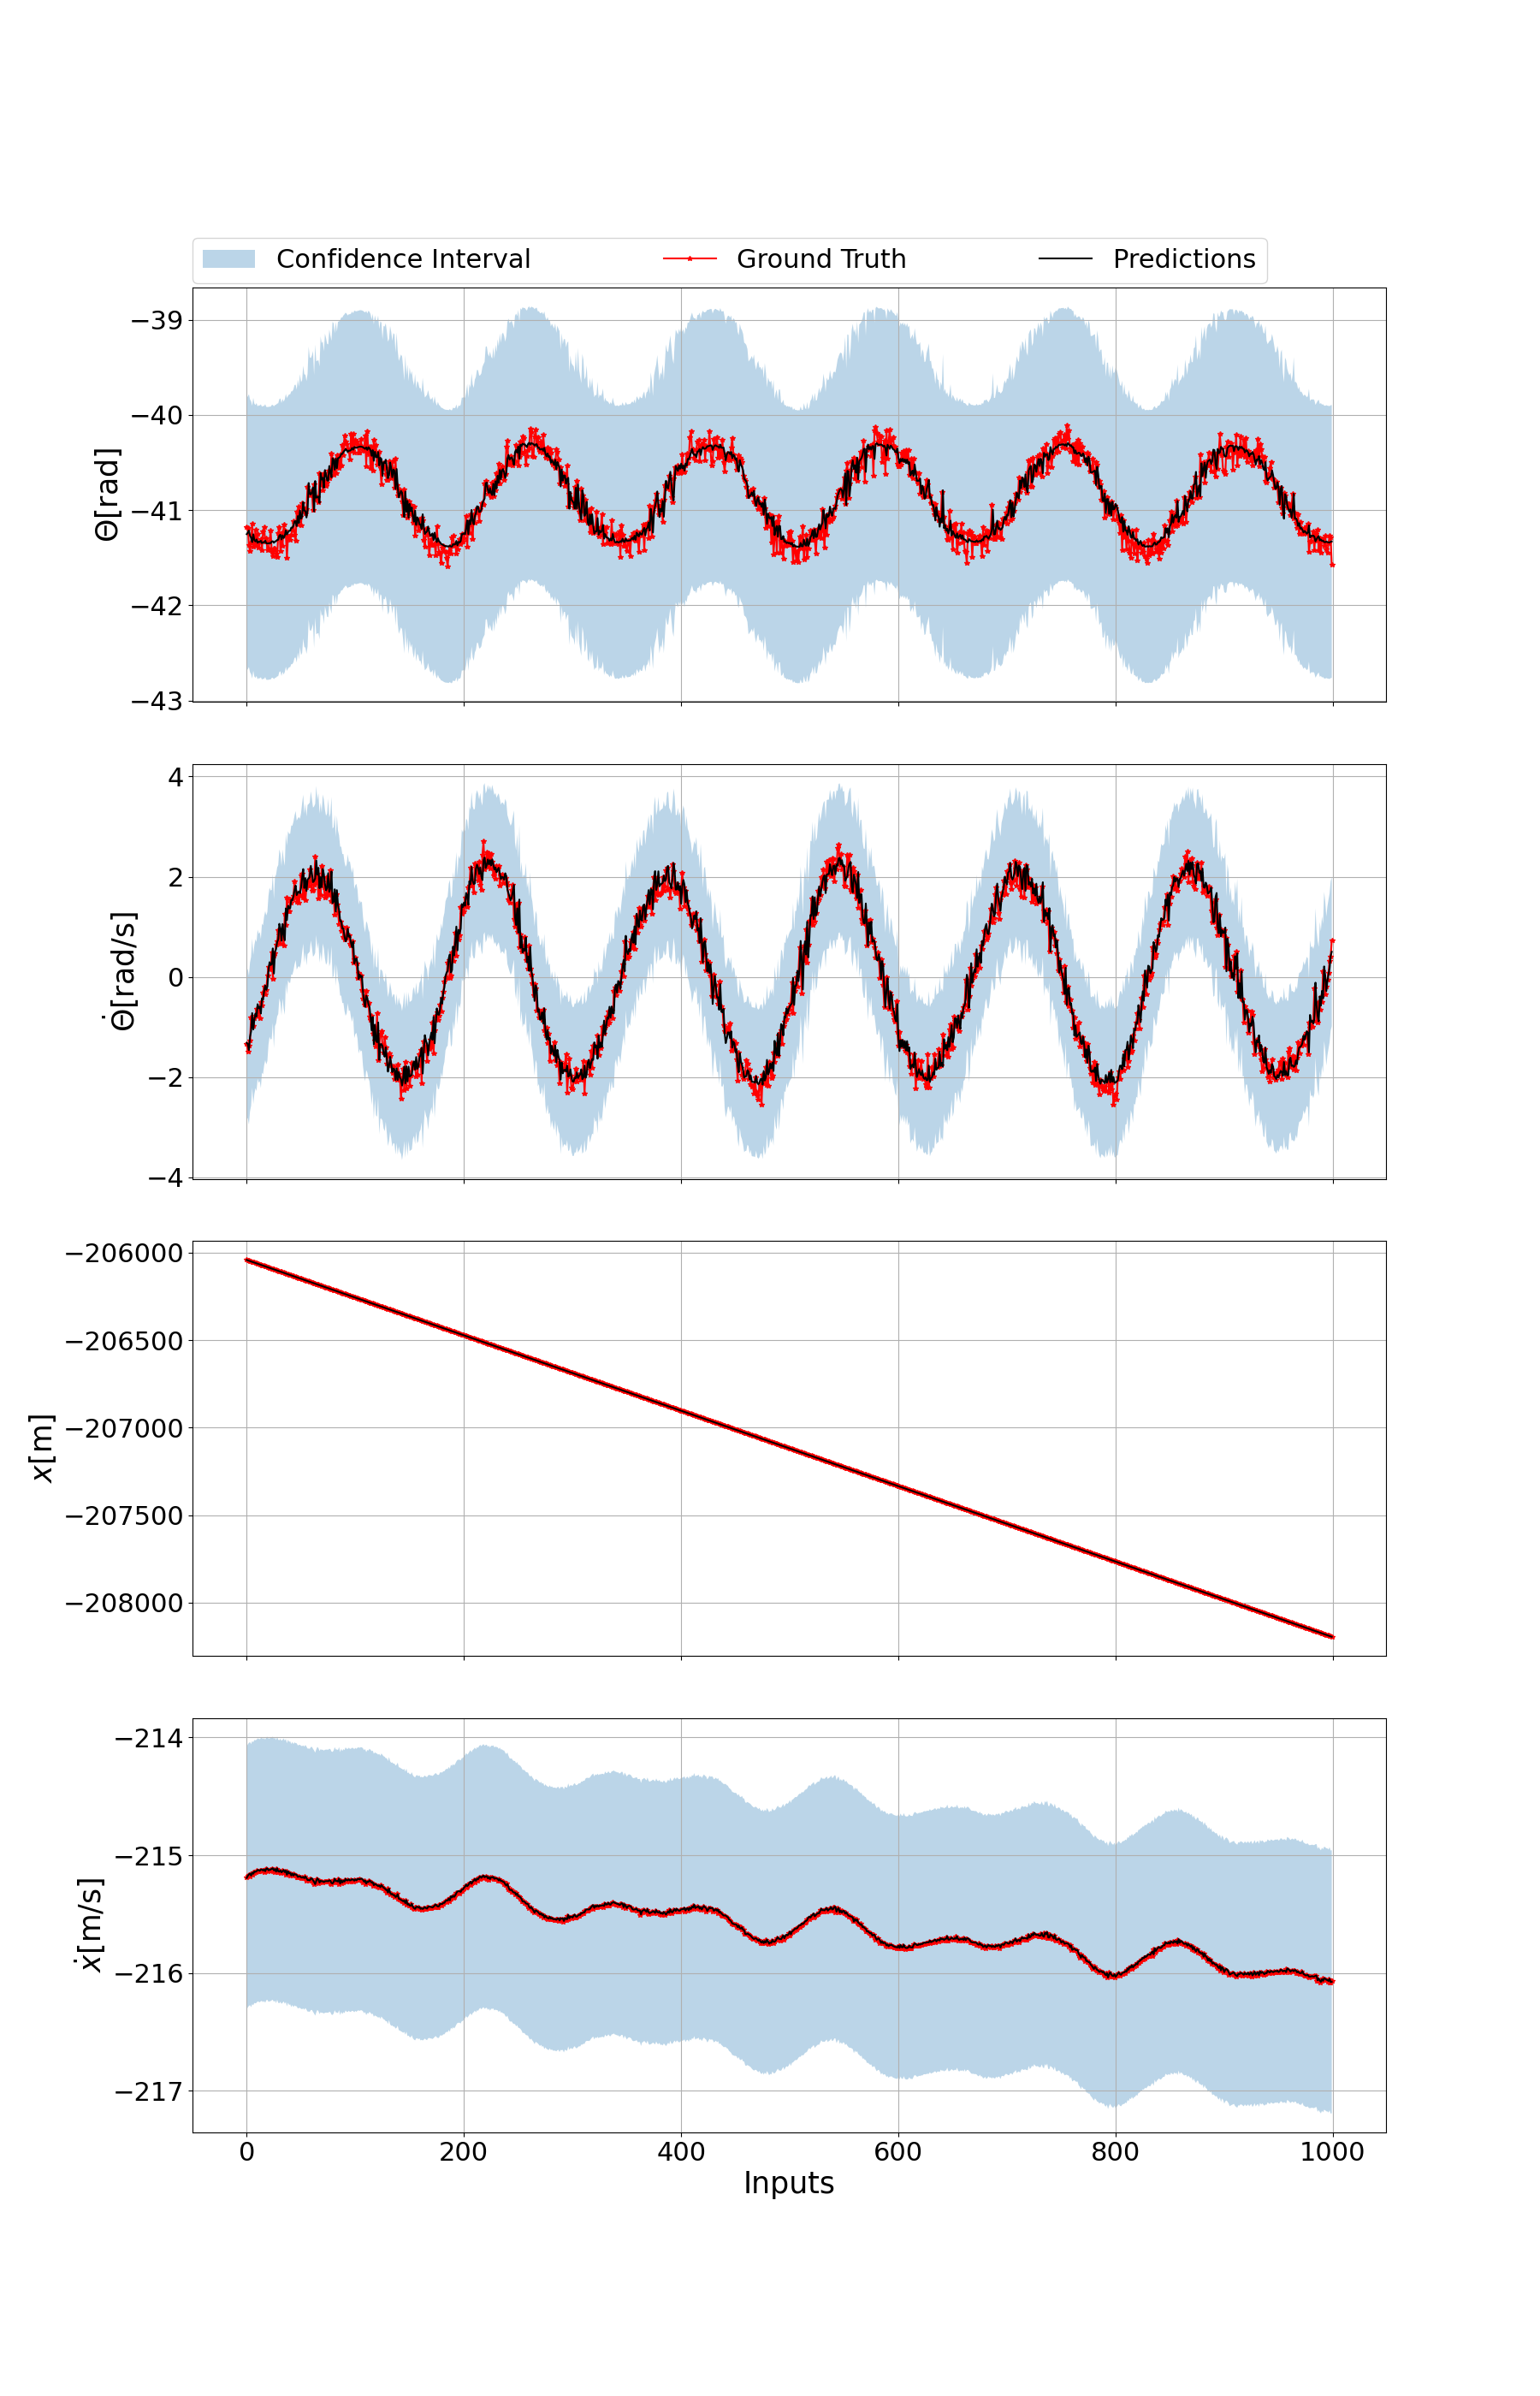 Confidence Interval Ground Truth Predictions
−39
−40
−41
−42
−43
Θ[rad]
4
2
0
−2
−4
Θ̇[rad/s]
−206000
−206500
−207000
−207500
−208000
x[m]
−214
−215
−216
−217
ẋ[m/s]
0 200 400 600 800 1000
Inputs